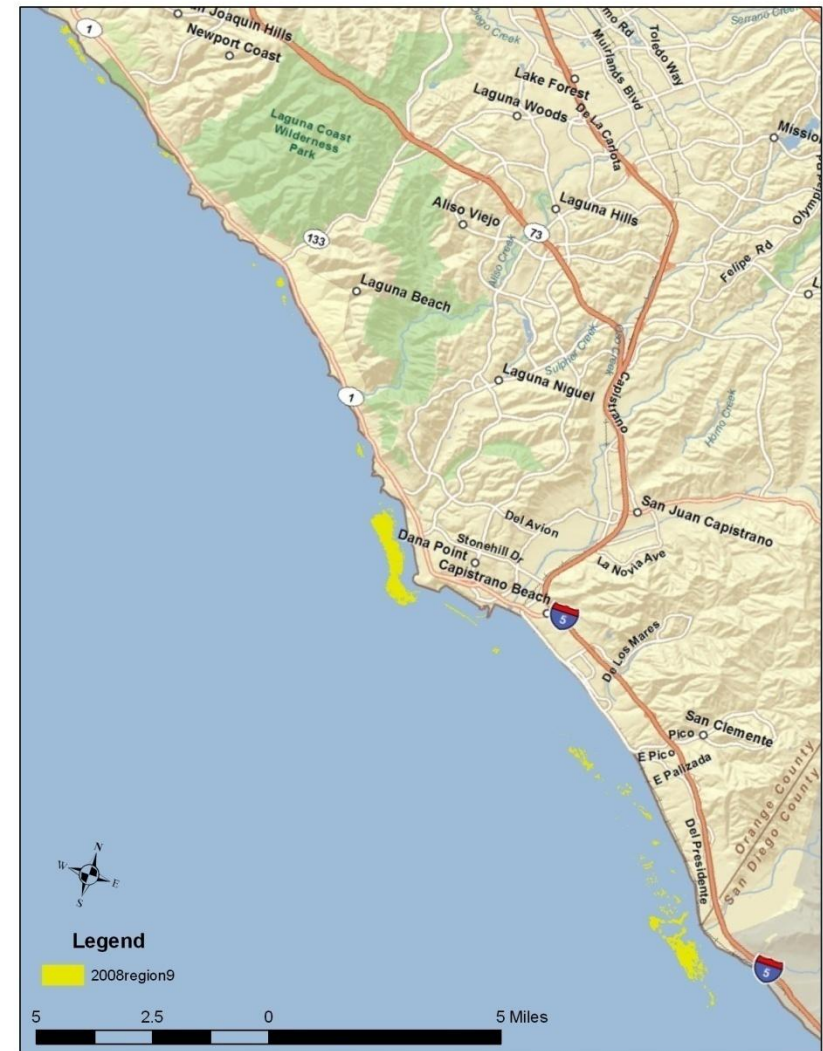 n Joaquin Hills
1
Newport Coast
Laguna Coast
Wilderness
Park
Lake Forest
Laguna Woods
De La Carlota
Muirlands Blvd
Toledo Way
Serrano Creek
Missio
Olympi
Aliso Viejo
Laguna Hills
73
133
Aliso Creek
Felipe Rd
Laguna Beach
Sulphur Creek
Laguna Niguel
Capistrano
Horno Creek
1
San Juan Capistrano
Del Avion
Stonehill Dr
Dana Point
La Novia Ave
Capistrano Beach
5
De Los Mares
San Clemente
Pico
E Pico
E Palizada
Orange County
San Diego County
Del Presidente
N
W
E
S
Legend
2008region9
5
5 2.5 0 5 Miles